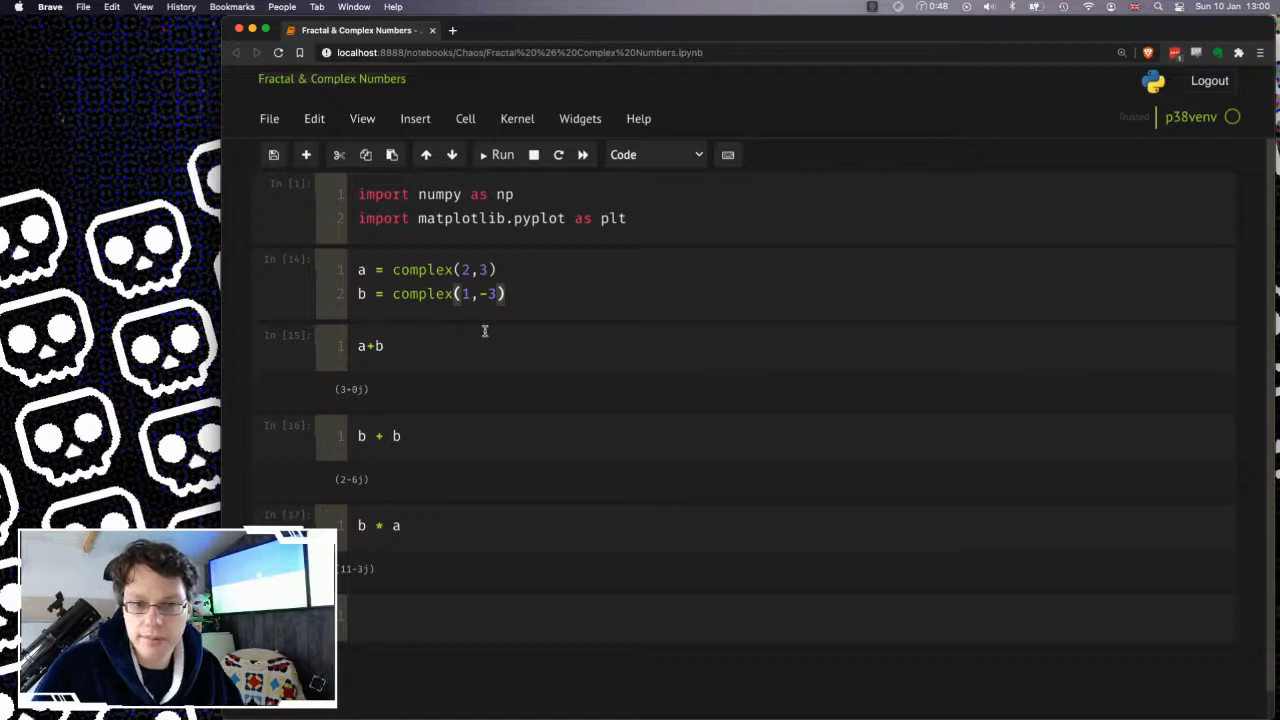 Brave File Edit View History Bookmarks People Tab Window Help 0:48 Sun 10 Jan 13:00
Fractal & Complex Numbers - .
localhost:8888/notebooks/Chaos/Fractal%20%26%20Complex%20Numbers.ipynb
Fractal & Complex Numbers
Logout
File Edit View Insert Cell Kernel Widgets Help
Trusted p38venv
Run Code
In [1]:
1 import numpy as np
2 import matplotlib.pyplot as plt
In [14]:
1 a = complex(2,3)
2 b = complex(1,-3)
In [15]:
1 a+b
(3+0j)
In [16]:
1 b + b
(2-6j)
In [17]:
1 b * a
(11-3j)
1